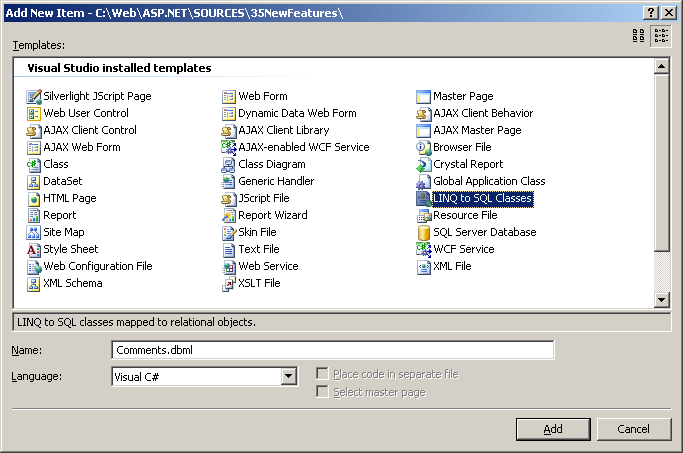 Add New Item - C:\Web\ASP.NET\SOURCES\35NewFeatures\
Templates:
Visual Studio installed templates
Silverlight JScript Page Web Form Master Page
Web User Control Dynamic Data Web Form AJAX Client Behavior
AJAX Client Control AJAX Client Library AJAX Master Page
AJAX Web Form AJAX-enabled WCF Service Browser File
Class Class Diagram Crystal Report
DataSet Generic Handler Global Application Class
HTML Page JScript File LINQ to SQL Classes
Report Report Wizard Resource File
Site Map Skin File SQL Server Database
Style Sheet Text File WCF Service
Web Configuration File Web Service XML File
XML Schema XSLT File
LINQ to SQL classes mapped to relational objects.
Name: Comments.dbml
Language: Visual C# Place code in separate file
Select master page
Add Cancel